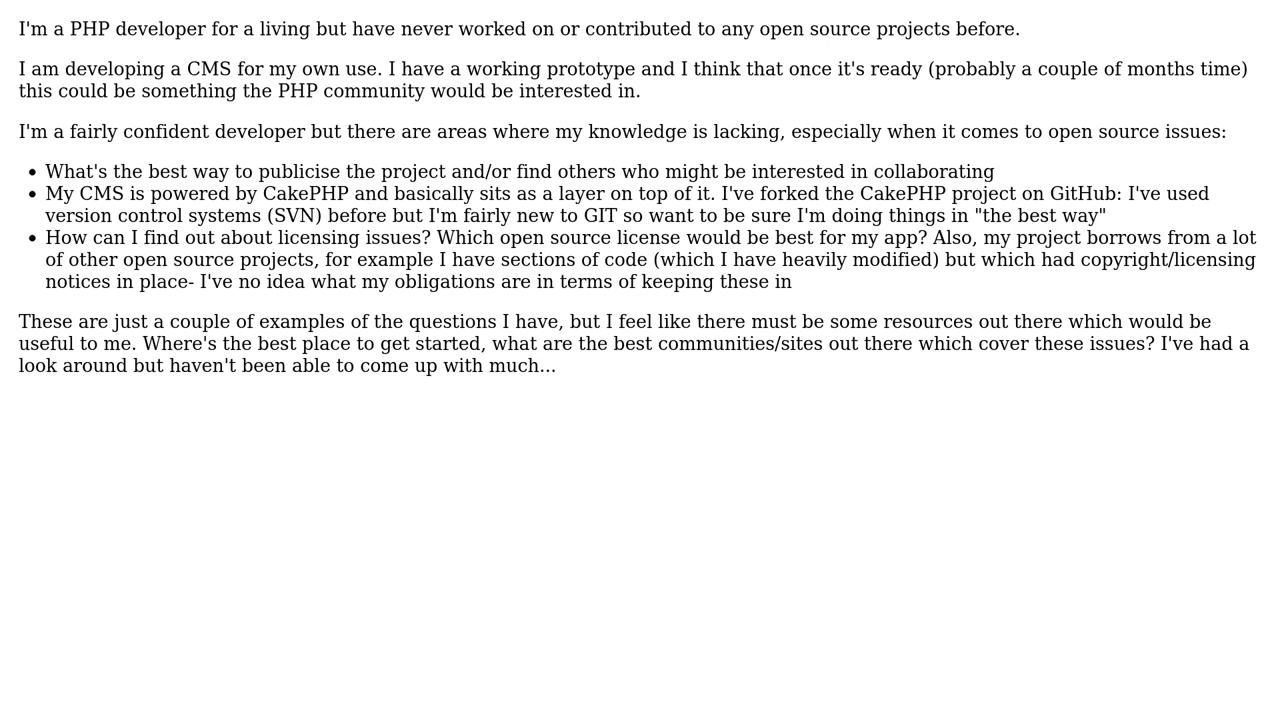 I'm a PHP developer for a living but have never worked on or contributed to any open source projects before.
I am developing a CMS for my own use. I have a working prototype and I think that once it's ready (probably a couple of months time)
this could be something the PHP community would be interested in.
I'm a fairly confident developer but there are areas where my knowledge is lacking, especially when it comes to open source issues:
• What's the best way to publicise the project and/or find others who might be interested in collaborating
• My CMS is powered by CakePHP and basically sits as a layer on top of it. I've forked the CakePHP project on GitHub: I've used
version control systems (SVN) before but I'm fairly new to GIT so want to be sure I'm doing things in "the best way"
• How can I find out about licensing issues? Which open source license would be best for my app? Also, my project borrows from a lot
of other open source projects, for example I have sections of code (which I have heavily modified) but which had copyright/licensing
notices in place- I've no idea what my obligations are in terms of keeping these in
These are just a couple of examples of the questions I have, but I feel like there must be some resources out there which would be
useful to me. Where's the best place to get started, what are the best communities/sites out there which cover these issues? I've had a
look around but haven't been able to come up with much...